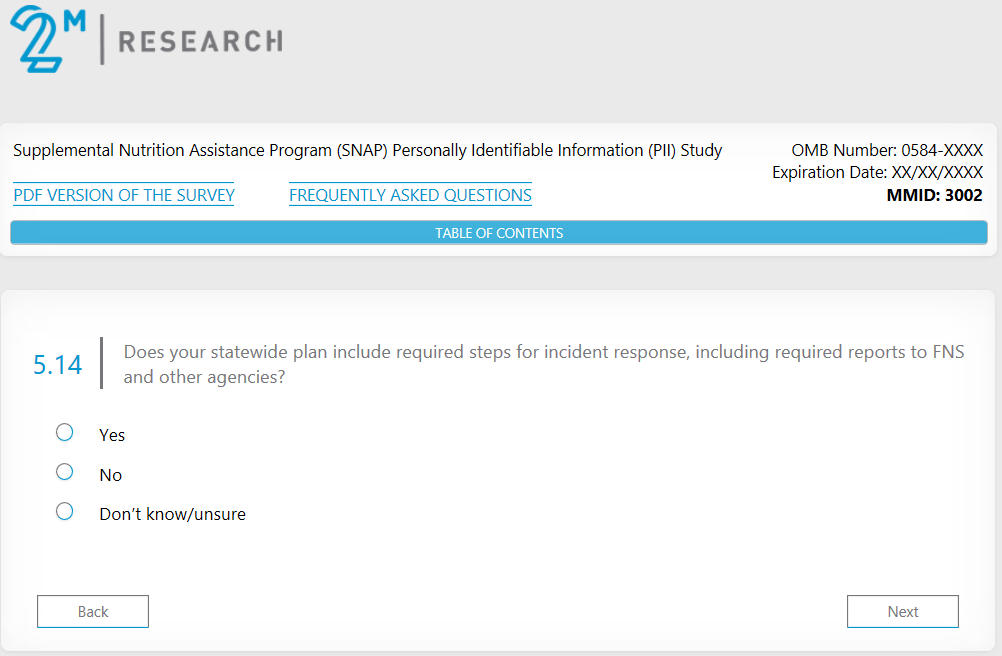 2M RESEARCH
Supplemental Nutrition Assistance Program (SNAP) Personally Identifiable Information (PII) Study
OMB Number: 0584-XXXX
Expiration Date: XX/XX/XXXX
PDF VERSION OF THE SURVEY
FREQUENTLY ASKED QUESTIONS
MMID: 3002
TABLE OF CONTENTS
5.14
Does your statewide plan include required steps for incident response, including required reports to FNS
and other agencies?
Yes
No
Don’t know/unsure
Back
Next